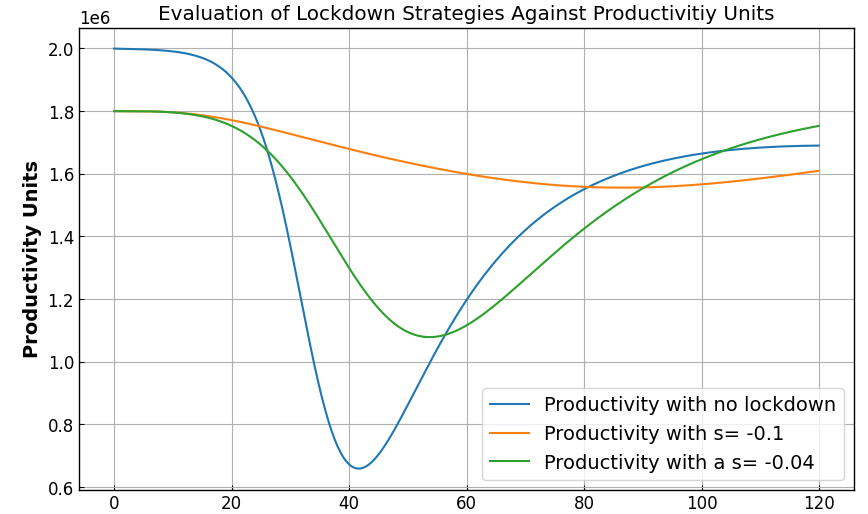 Evaluation of Lockdown Strategies Against Productivitiy Units
1e6
2.0
1.8
1.6
1.4
1.2
1.0
0.8
0.6
Productivity Units
Productivity with no lockdown
Productivity with s= -0.1
Productivity with a s= -0.04
0 20 40 60 80 100 120